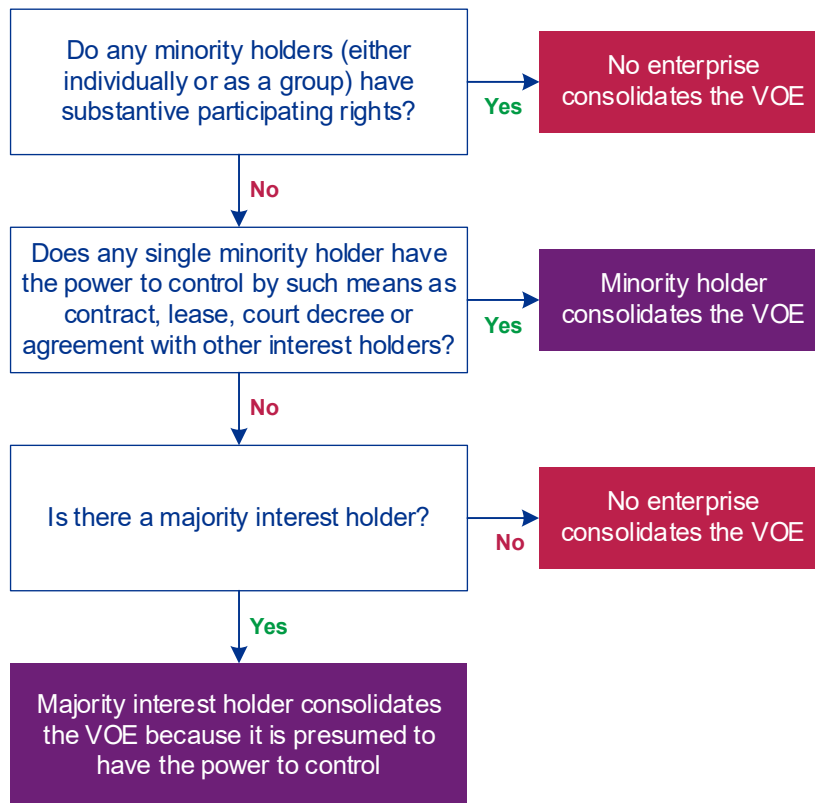 Do any minority holders (either
individually or as a group) have
substantive participating rights?
Yes
No enterprise
consolidates the VOE
No
Does any single minority holder have
the power to control by such means as
contract, lease, court decree or
agreement with other interest holders?
Yes
Minority holder
consolidates the VOE
No
Is there a majority interest holder?
No
No enterprise
consolidates the VOE
Yes
Majority interest holder consolidates
the VOE because it is presumed to
have the power to control